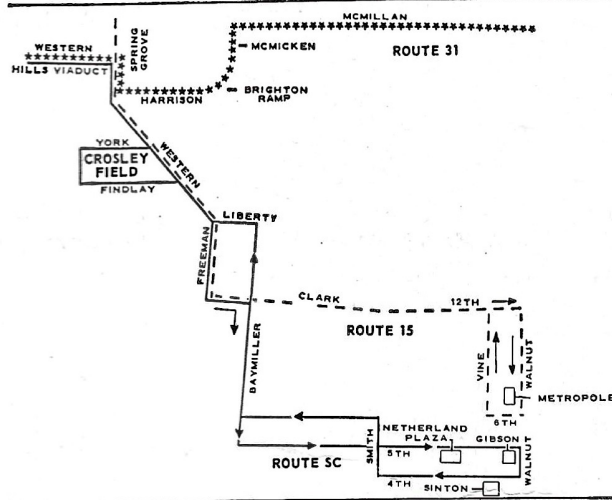 McMILLAN
WESTERN
SPRING GROVE
McMICKEN
ROUTE 31
HILLS VIADUCT
HARRISON
BRIGHTON RAMP
YORK
WESTERN
CROSLEY FIELD
FINDLAY
LIBERTY
FREEMAN
CLARK
12TH
ROUTE 15
BAYMILLER
VINE
WALNUT
METROPOLE
6TH
NETHERLAND PLAZA
GIBSON
SMITH
5TH
WALNUT
ROUTE SC
4TH
SINTON